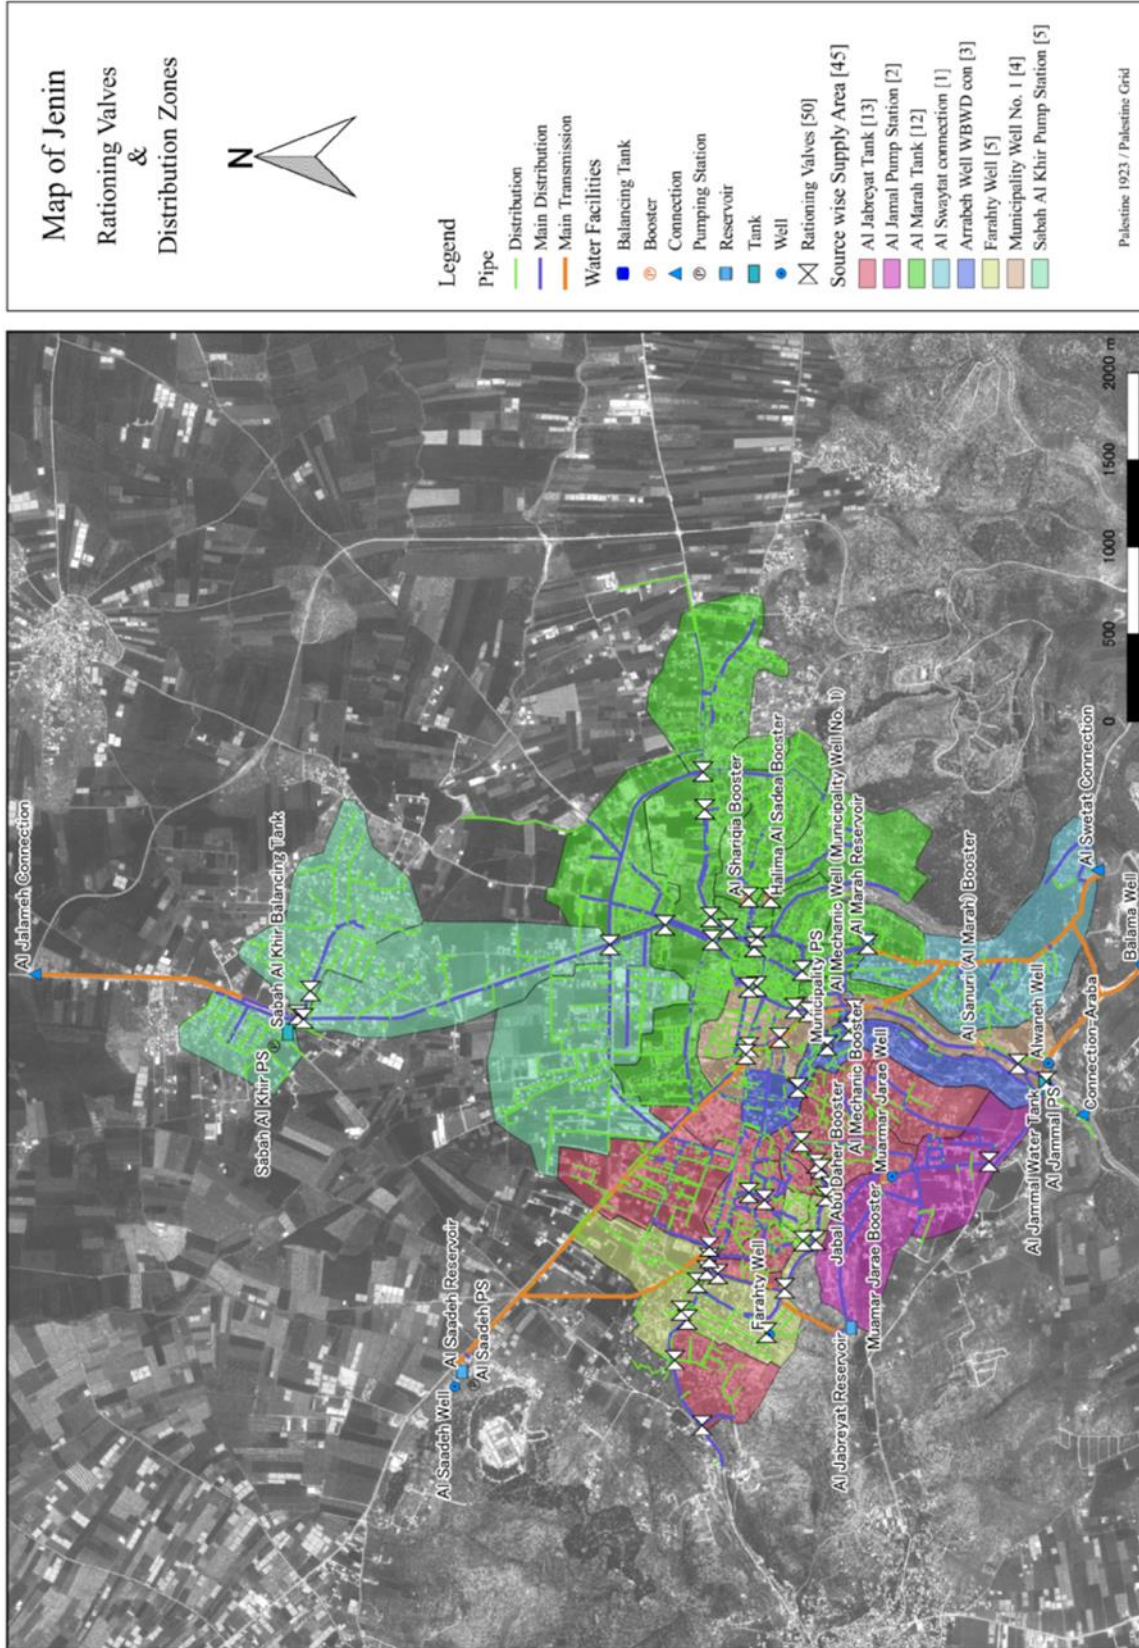 Map of Jenin
Rationing Valves
&
Distribution Zones
N
Legend
Pipe
Distribution
Main Distribution
Main Transmission
Water Facilities
Balancing Tank
Booster
Connection
Pumping Station
Reservoir
Tank
Well
Rationing Valves [50]
Source wise Supply Area [45]
Al Jabreyat Tank [13]
Al Jamal Pump Station [2]
Al Marah Tank [12]
Al Swaytat connection [1]
Arrabeh Well WBWD con [3]
Farahty Well [5]
Municipality Well No. 1 [4]
Sabah Al Khir Pump Station [5]
Palestine 1923 / Palestine Grid
Al Jalameh Connection
Sabah Al Khir Balancing Tank
Sabah Al Khir PS
Al Saadeh Reservoir
Al Saadeh Well
Al Saadeh PS
Al Shariqia Booster
Halima Al Sadea Booster
Farahty Well
Municipality PS
Al Mechanic Well (Municipality Well No. 1)
Al Marah Reservoir
Jabal Abu Daher Booster
Al Mechanic Booster
Al Jabreyat Reservoir
Muamar Jarae Booster
Muarmar Jarae Well
Al Sanuri (Al Marah) Booster
Al Jammal Water Tank
Alwaneh Well
Al Jammal PS
Connection-Araba
Al Swetat Connection
Balama Well
0
500
1000
1500
2000 m